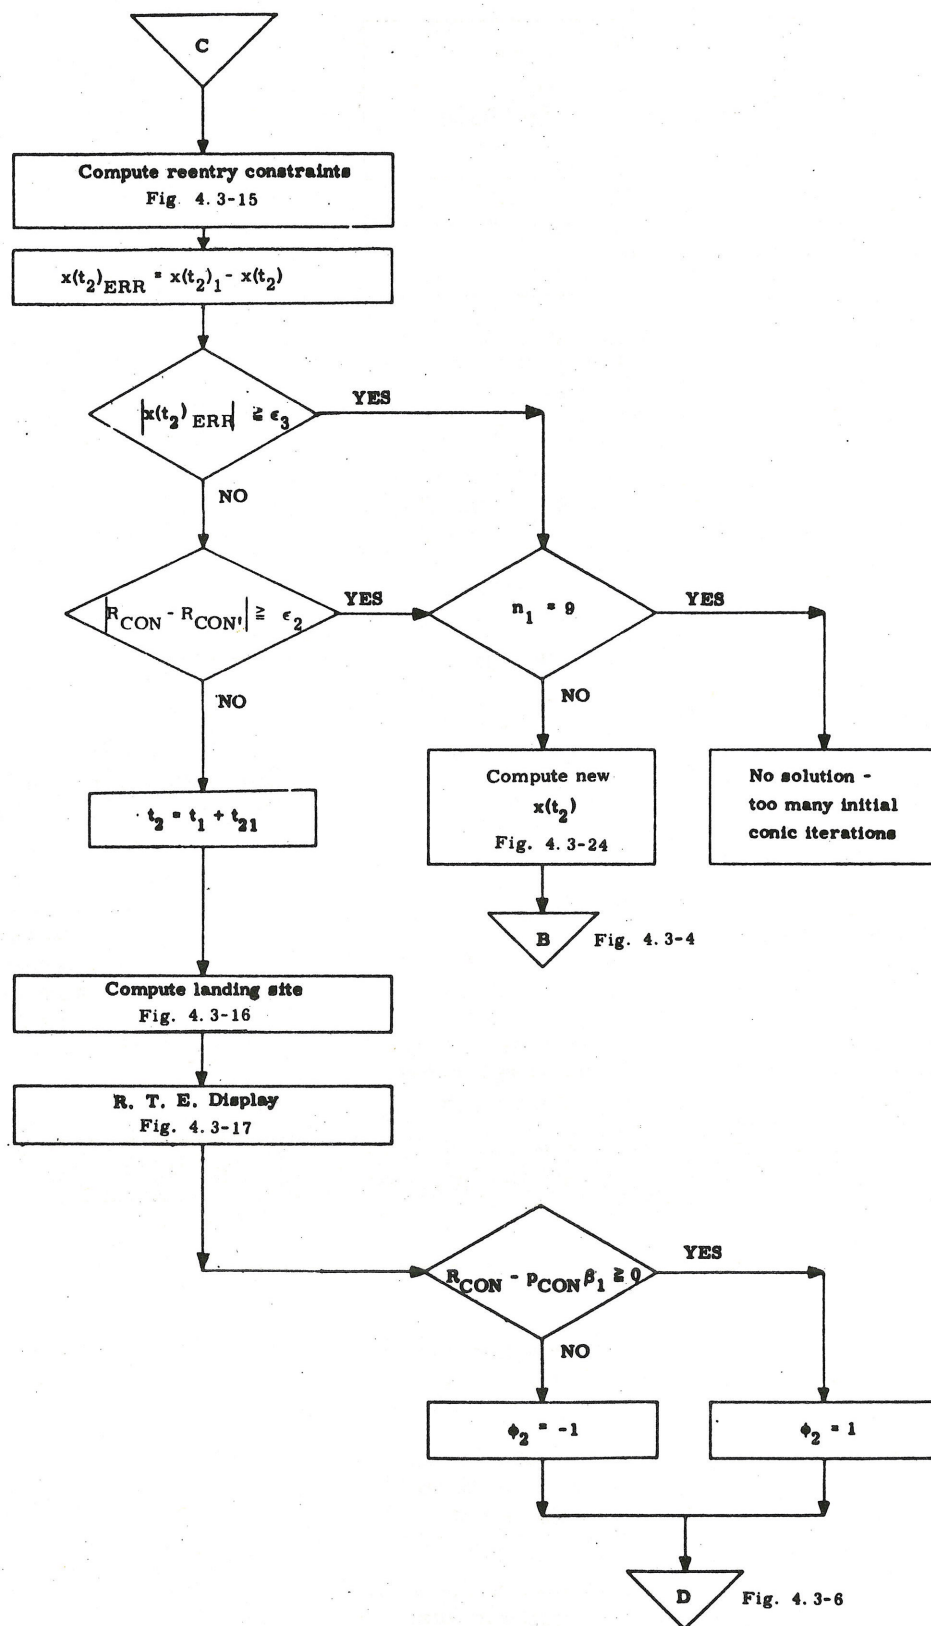 C
Compute reentry constraints
Fig. 4.3-15
x(t₂)ERR = x(t₂)₁ - x(t₂)
|x(t₂)ERR| ≧ ϵ₃
YES
NO
|RCON - RCON'| ≧ ϵ₂
YES
n₁ = 9
YES
NO
NO
t₂ = t₁ + t₂₁
Compute new
x(t₂)
Fig. 4.3-24
No solution -
too many initial
conic iterations
B
Fig. 4.3-4
Compute landing site
Fig. 4.3-16
R. T. E. Display
Fig. 4.3-17
RCON - pCON β₁ ≧ 0
YES
NO
ϕ₂ = -1
ϕ₂ = 1
D
Fig. 4.3-6